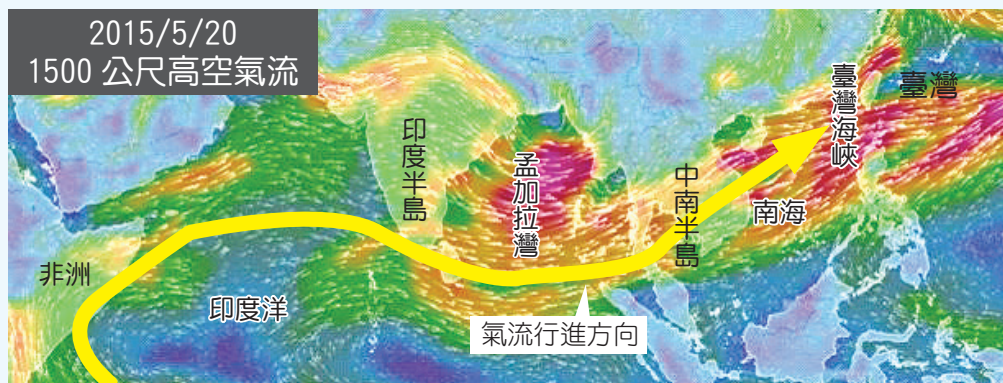 2015/5/20
1500 公尺高空氣流
臺灣
臺灣海峽
印度半島
孟加拉灣
中南半島
南海
非洲
印度洋
氣流行進方向